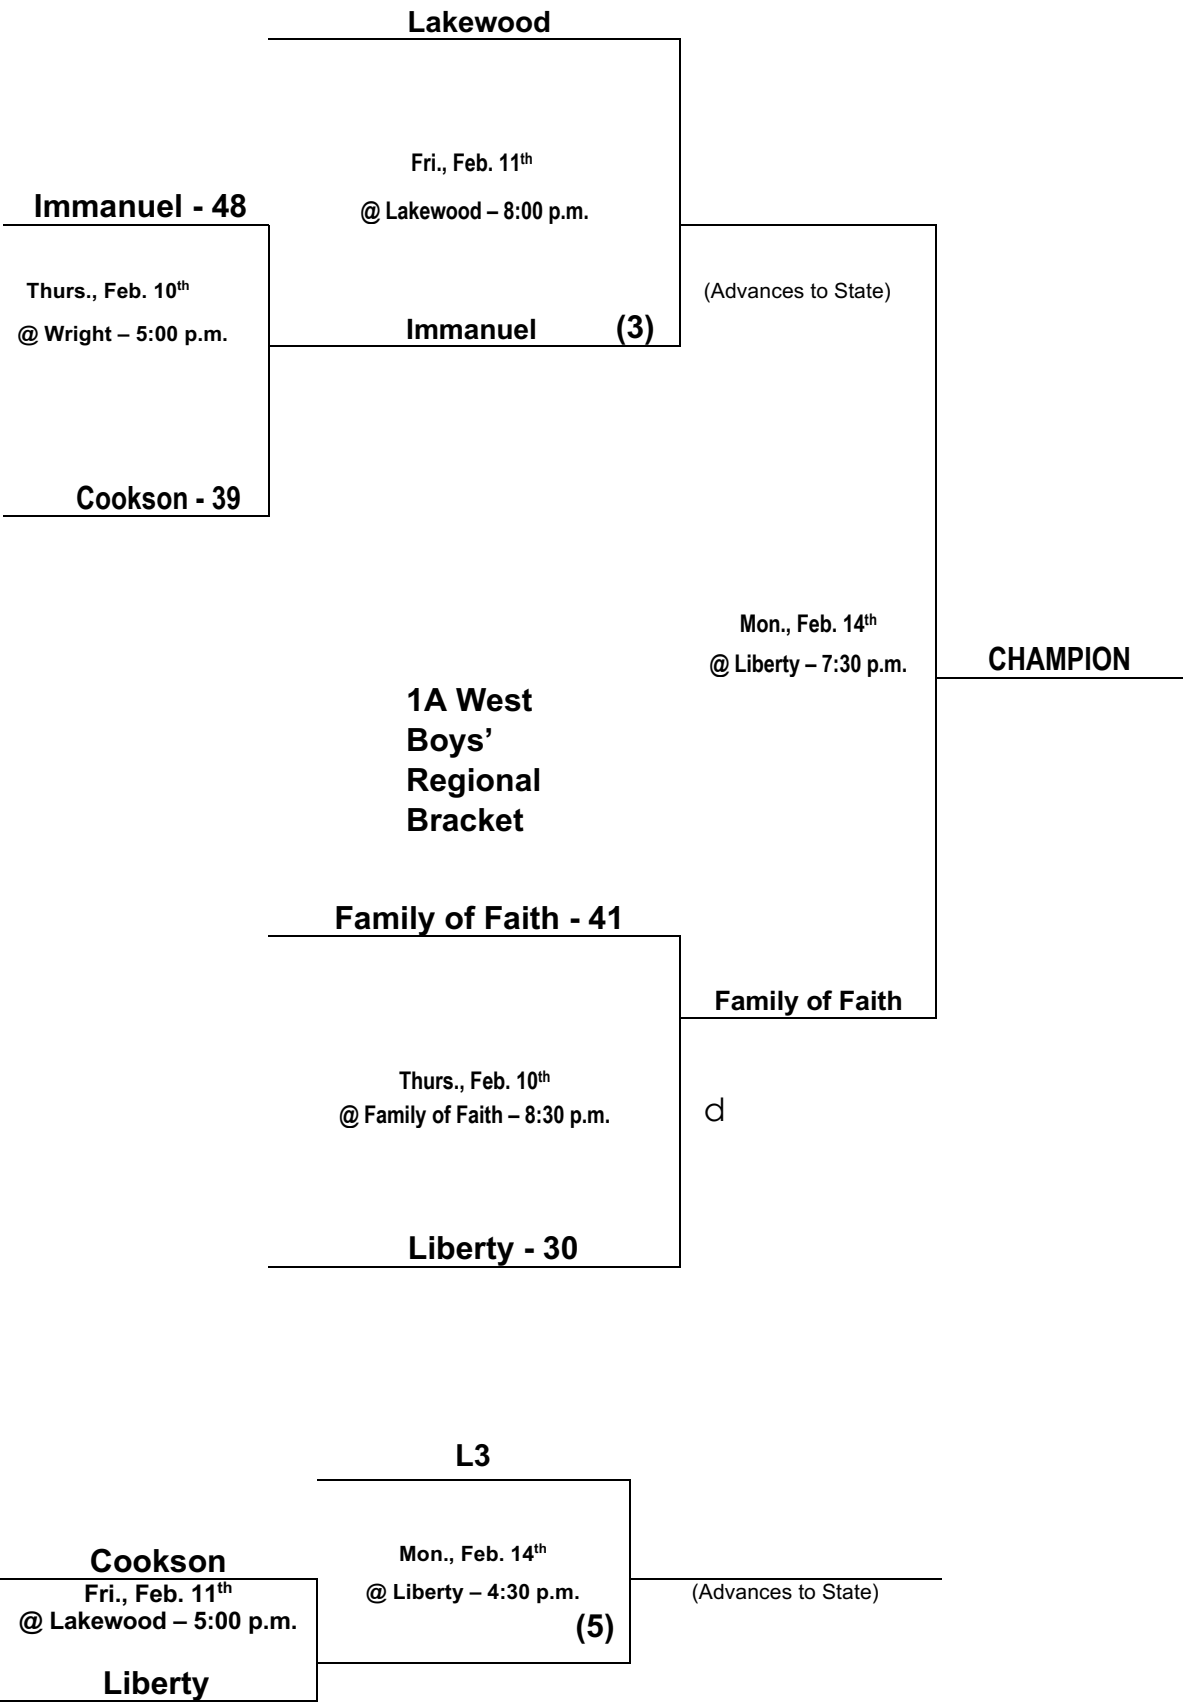 Lakewood
Fri., Feb. 11th
@ Lakewood – 8:00 p.m.
Immanuel - 48
Thurs., Feb. 10th
@ Wright – 5:00 p.m.
(Advances to State)
Immanuel (3)
Cookson - 39
Mon., Feb. 14th
@ Liberty – 7:30 p.m.
CHAMPION
1A West
Boys’
Regional
Bracket
Family of Faith - 41
Family of Faith
Thurs., Feb. 10th
@ Family of Faith – 8:30 p.m.
d
Liberty - 30
L3
Mon., Feb. 14th
@ Liberty – 4:30 p.m.
(5)
Cookson
Fri., Feb. 11th
@ Lakewood – 5:00 p.m.
Liberty
(Advances to State)